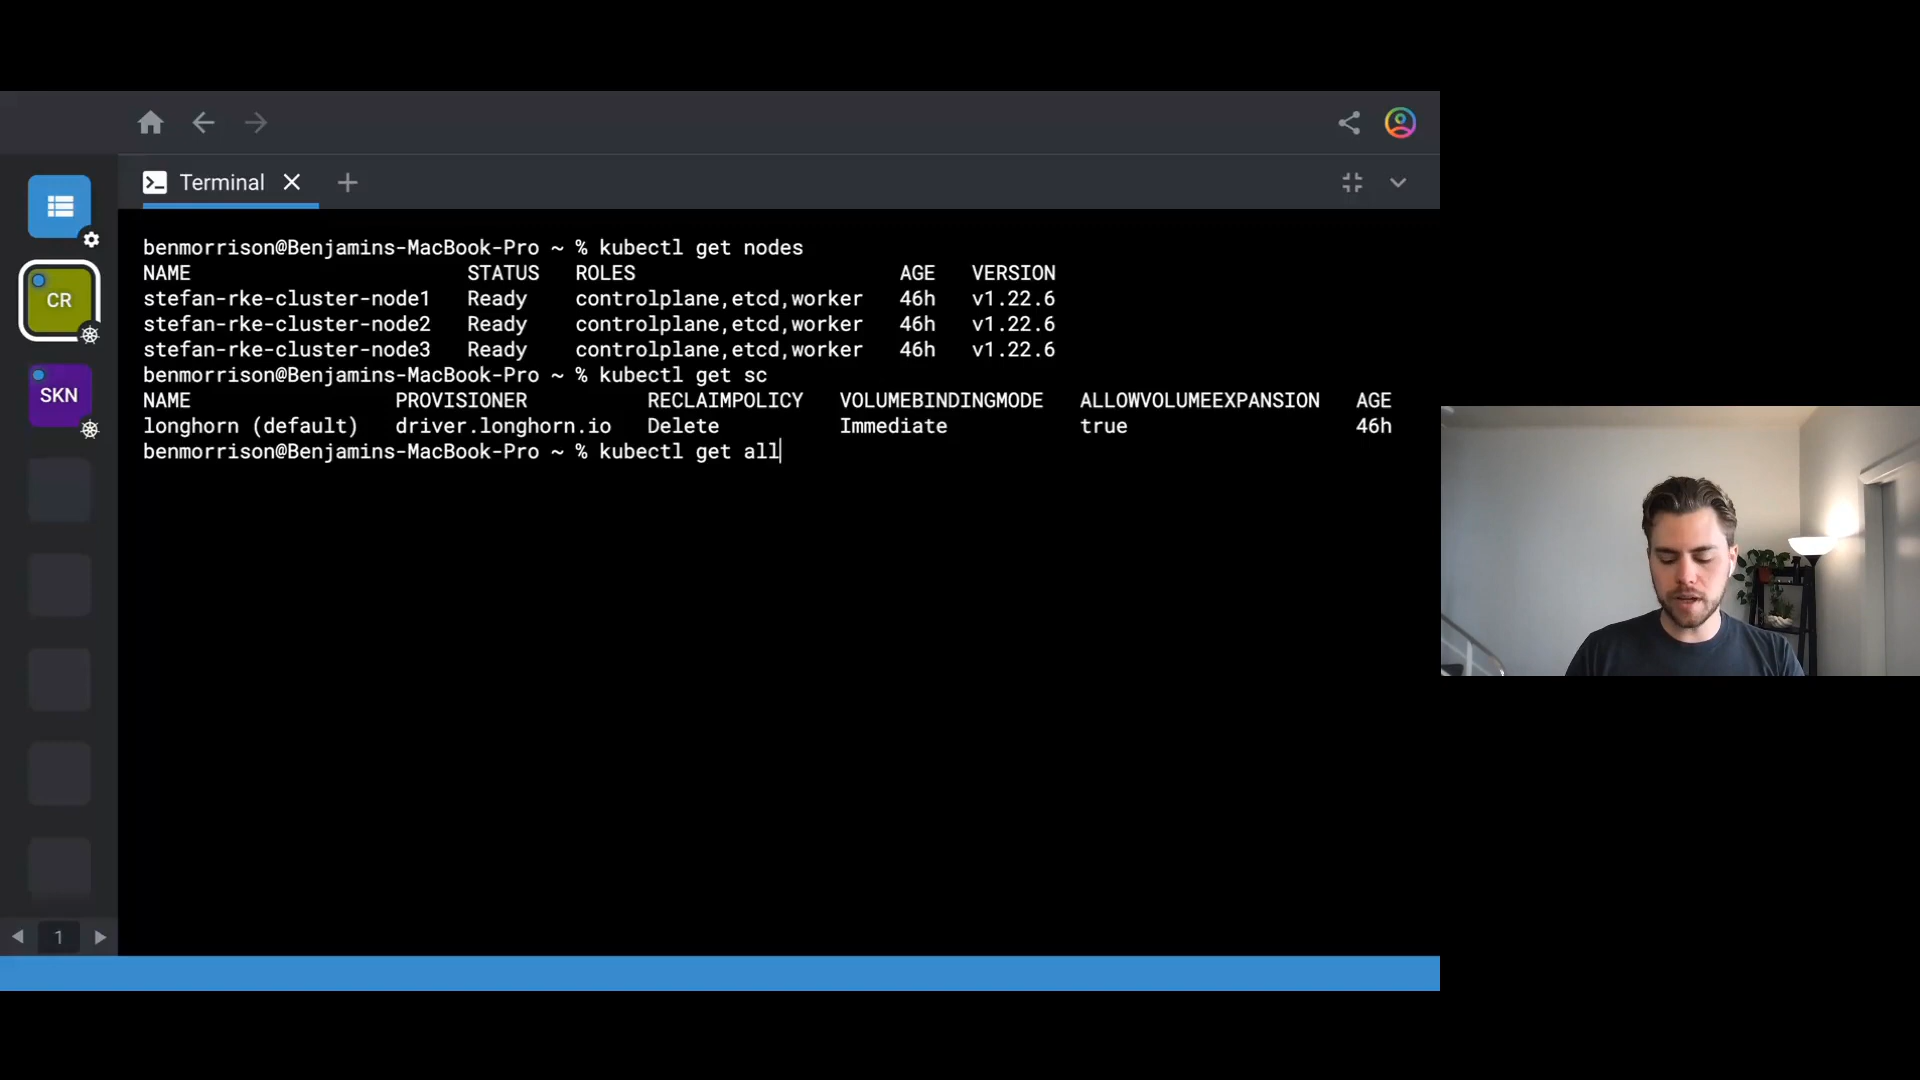 Terminal
CR
SKN
benmorrison@Benjamins-MacBook-Pro ~ % kubectl get nodes
NAME STATUS ROLES AGE VERSION
stefan-rke-cluster-node1 Ready controlplane,etcd,worker 46h v1.22.6
stefan-rke-cluster-node2 Ready controlplane,etcd,worker 46h v1.22.6
stefan-rke-cluster-node3 Ready controlplane,etcd,worker 46h v1.22.6
benmorrison@Benjamins-MacBook-Pro ~ % kubectl get sc
NAME PROVISIONER RECLAIMPOLICY VOLUMEBINDINGMODE ALLOWVOLUMEEXPANSION AGE
longhorn (default) driver.longhorn.io Delete Immediate true 46h
benmorrison@Benjamins-MacBook-Pro ~ % kubectl get all
1